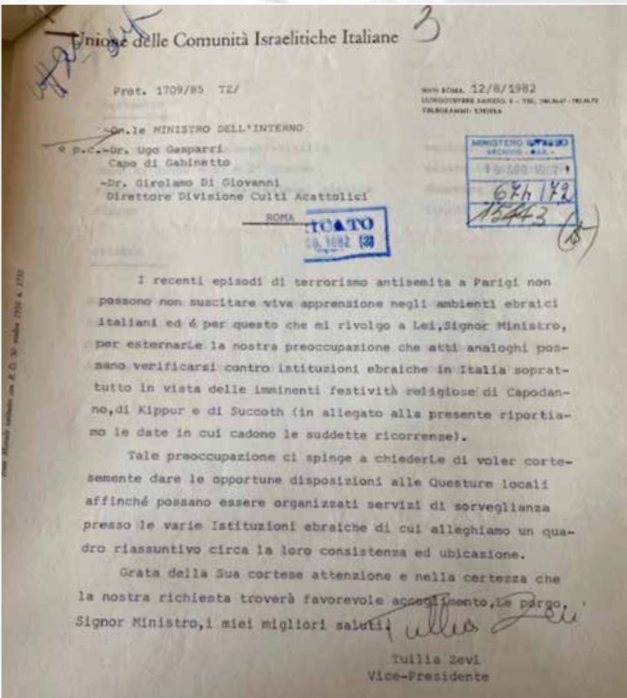 3
Unione delle Comunità Israelitiche Italiane
Prot. 1709/85 TZ/
00153 ROMA, 12/8/1982
LUNGOTEVERE SANZIO, 9 - TEL.
TELEGRAMMI: UNISRA
On.le MINISTRO DELL'INTERNO
e p.c.-Dr. Ugo Gasparri
Capo di Gabinetto
-Dr. Girolamo Di Giovanni
Direttore Divisione Culti Acattolici
ROMA
MINISTERO INTERNO
ARCHIVIO
15443
ICATO
1982
I recenti episodi di terrorismo antisemita a Parigi non
possono non suscitare viva apprensione negli ambienti ebraici
italiani ed é per questo che mi rivolgo a Lei,Signor Ministro,
per esternarLe la nostra preoccupazione che atti analoghi pos-
sano verificarsi contro istituzioni ebraiche in Italia soprat-
tutto in vista delle imminenti festività religiose di Capodan-
no,di Kippur e di Succoth (in allegato alla presente riportia-
mo le date in cui cadono le suddette ricorrenze).
Tale preoccupazione ci spinge a chiederLe di voler corte-
semente dare le opportune disposizioni alle Questure locali
affinché possano essere organizzati servizi di sorveglianza
presso le varie Istituzioni ebraiche di cui alleghiamo un qua-
dro riassuntivo circa la loro consistenza ed ubicazione.
Grata della Sua cortese attenzione e nella certezza che
la nostra richiesta troverà favorevole accoglimento,Le porgo,
Signor Ministro,i miei migliori saluti.
Tullia Zevi
Tullia Zevi
Vice-Presidente